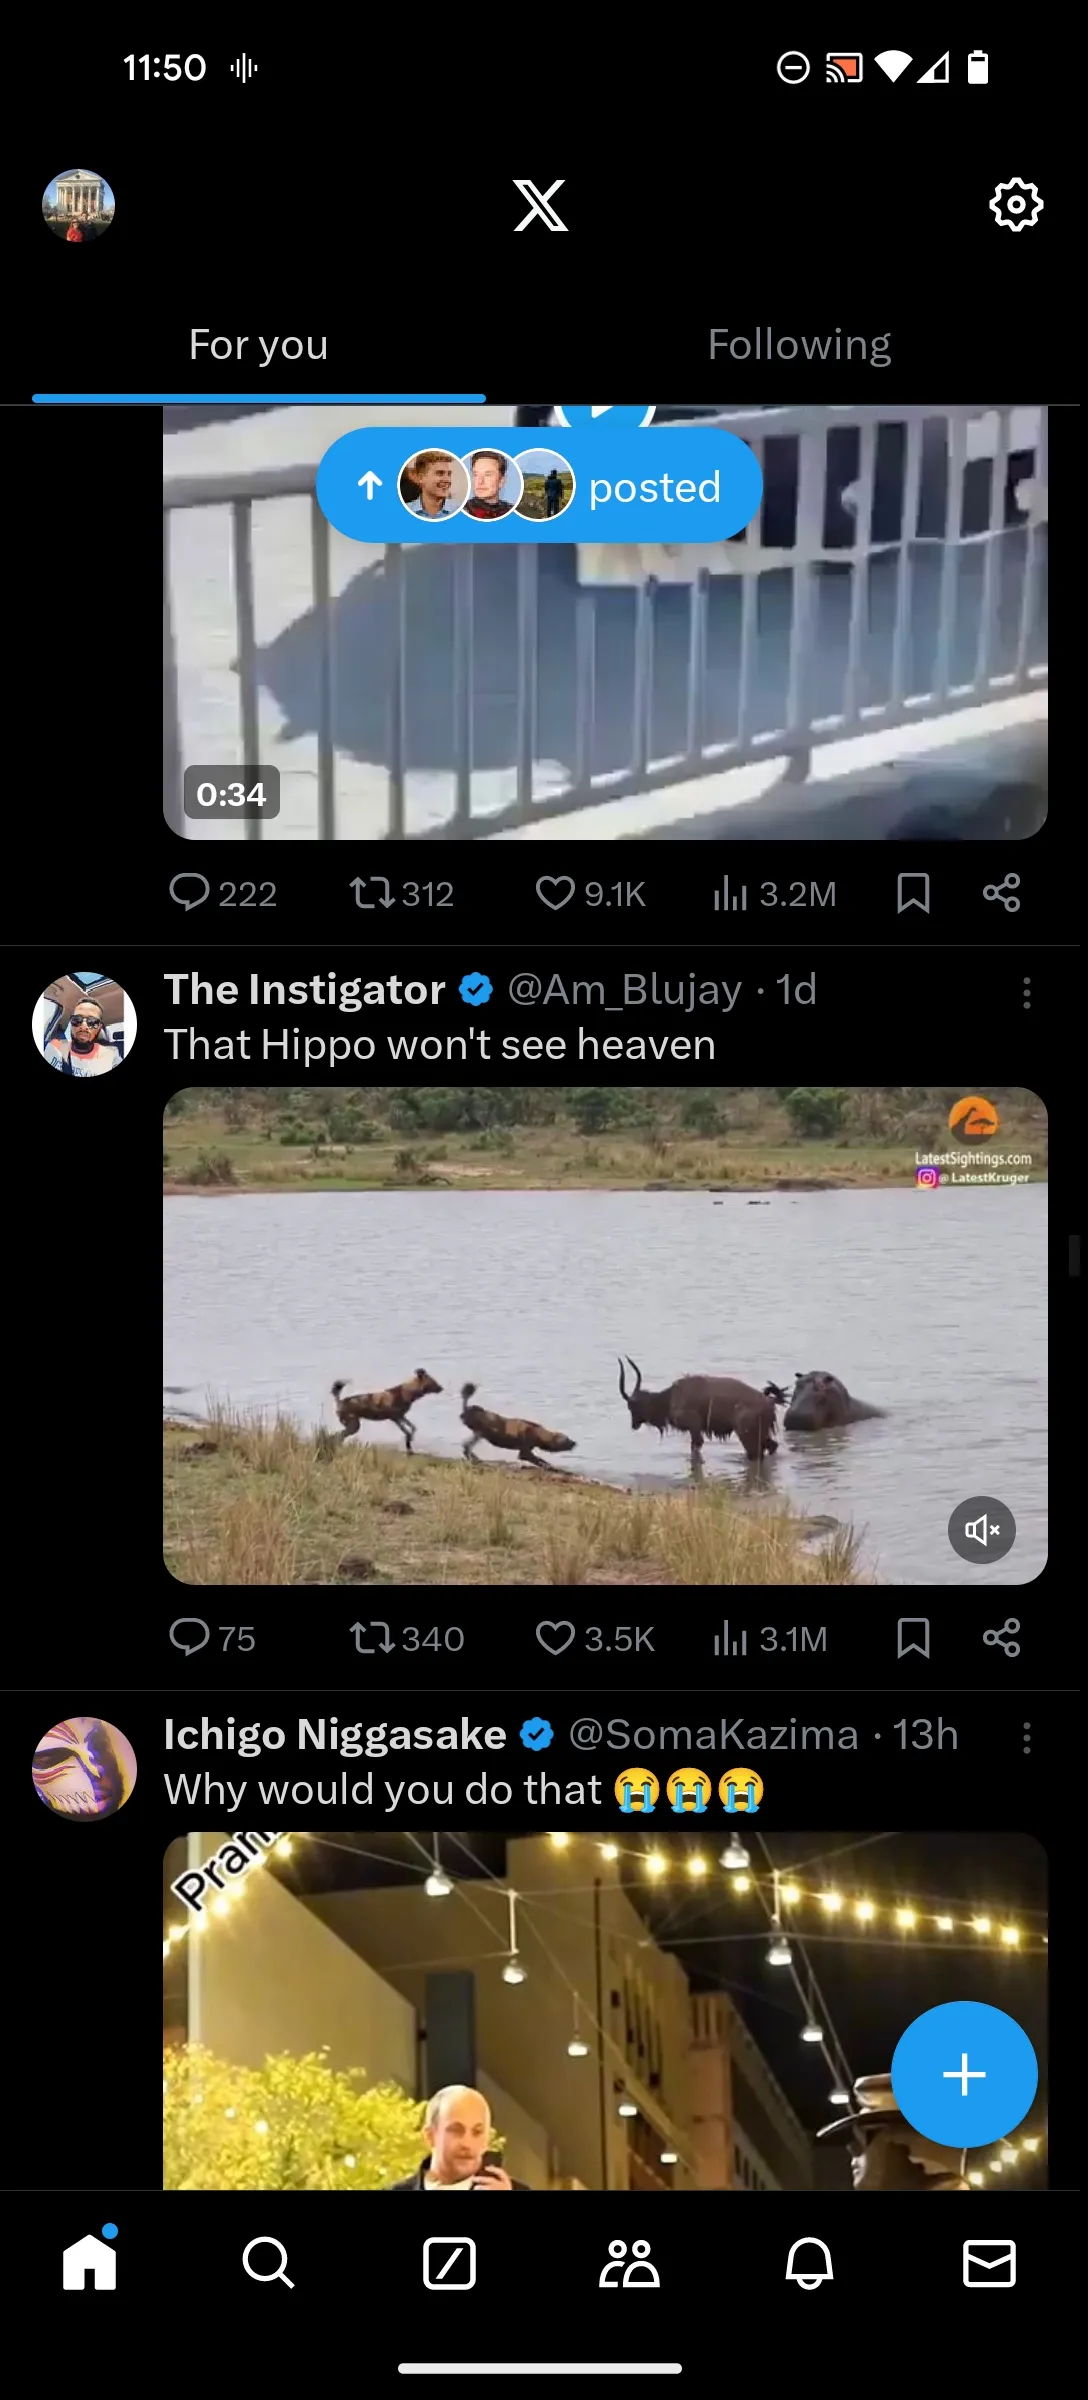 11:50
For you
Following
posted
0:34
222 312 9.1K 3.2M
The Instigator @Am_Blujay · 1d
That Hippo won't see heaven
LatestSightings.com
@LatestKruger
75 340 3.5K 3.1M
Ichigo Niggasake @SomaKazima · 13h
Why would you do that 😭😭😭